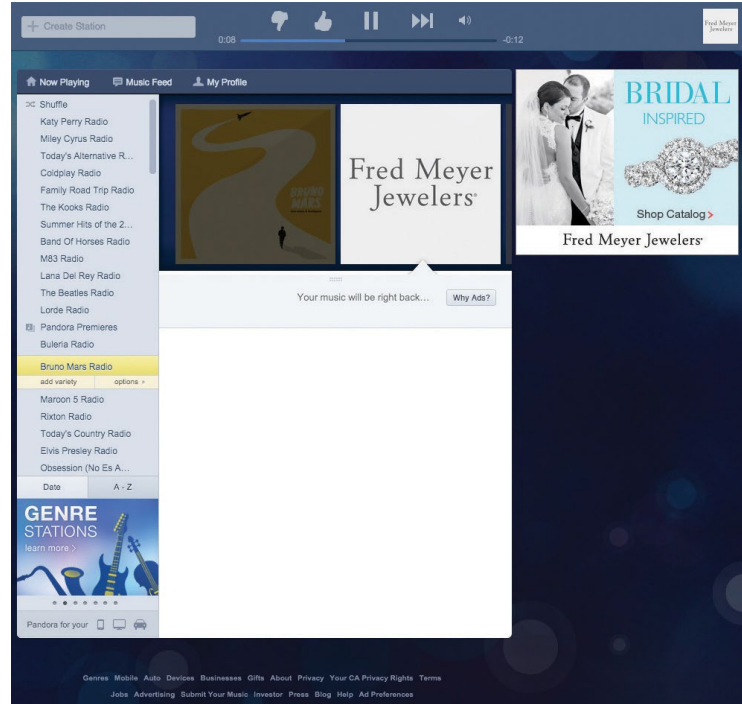 + Create Station
0:08
-0:12
Fred Meyer
Jewelers
Now Playing
Music Feed
My Profile
Shuffle
Katy Perry Radio
Miley Cyrus Radio
Today's Alternative R...
Coldplay Radio
Family Road Trip Radio
The Kooks Radio
Summer Hits of the 2...
Band Of Horses Radio
M83 Radio
Lana Del Rey Radio
The Beatles Radio
Lorde Radio
Pandora Premieres
Buleria Radio
Bruno Mars Radio
add variety
options
Maroon 5 Radio
Rixton Radio
Today's Country Radio
Elvis Presley Radio
Obsession (No Es A...
Date
A - Z
GENRE
STATIONS
learn more >
Pandora for your
BRUNO
MARS
Fred Meyer
Jewelers®
Your music will be right back...
Why Ads?
BRIDAL
INSPIRED
Shop Catalog >
Fred Meyer Jewelers®
Genres Mobile Auto Devices Businesses Gifts About Privacy Your CA Privacy Rights Terms
Jobs Advertising Submit Your Music Investor Press Blog Help Ad Preferences